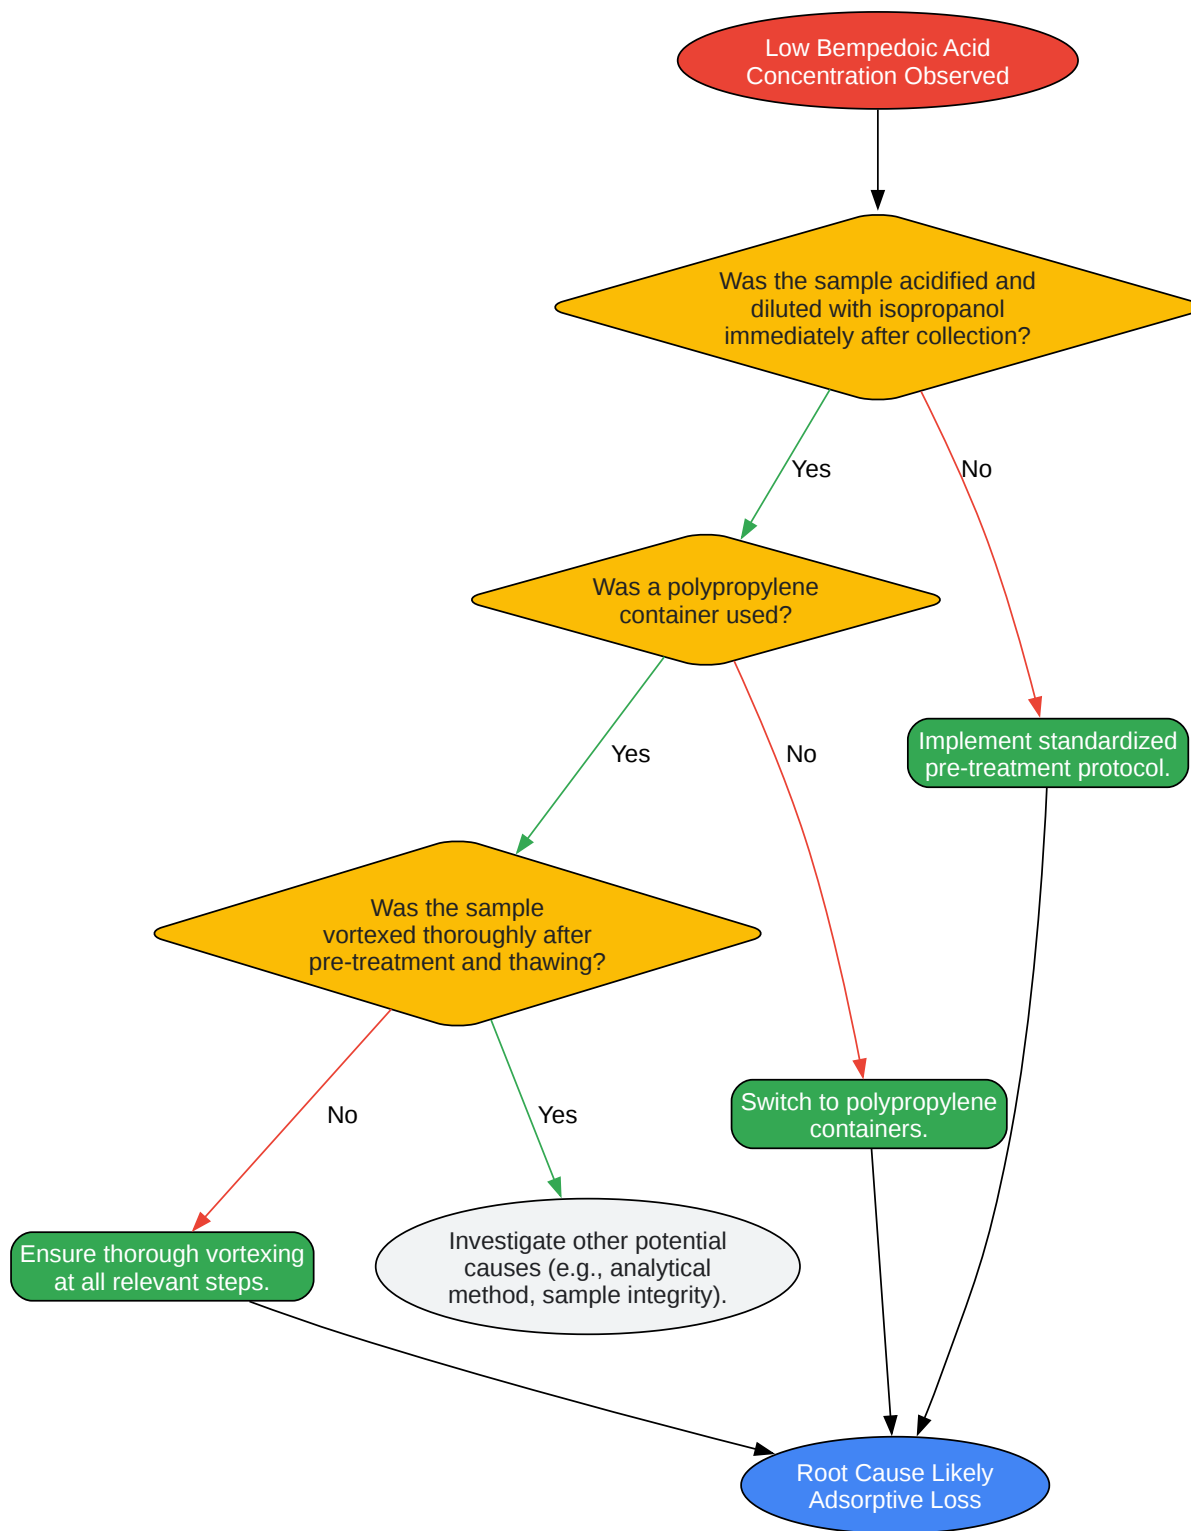 Low Bempedoic Acid
Concentration Observed
Was the sample acidified and
diluted with isopropanol
immediately after collection?
Yes
No
Was a polypropylene
container used?
Yes
No
Implement standardized
pre-treatment protocol.
Was the sample
vortexed thoroughly after
pre-treatment and thawing?
No
Yes
Switch to polypropylene
containers.
Ensure thorough vortexing
at all relevant steps.
Investigate other potential
causes (e.g., analytical
method, sample integrity).
Root Cause Likely
Adsorptive Loss